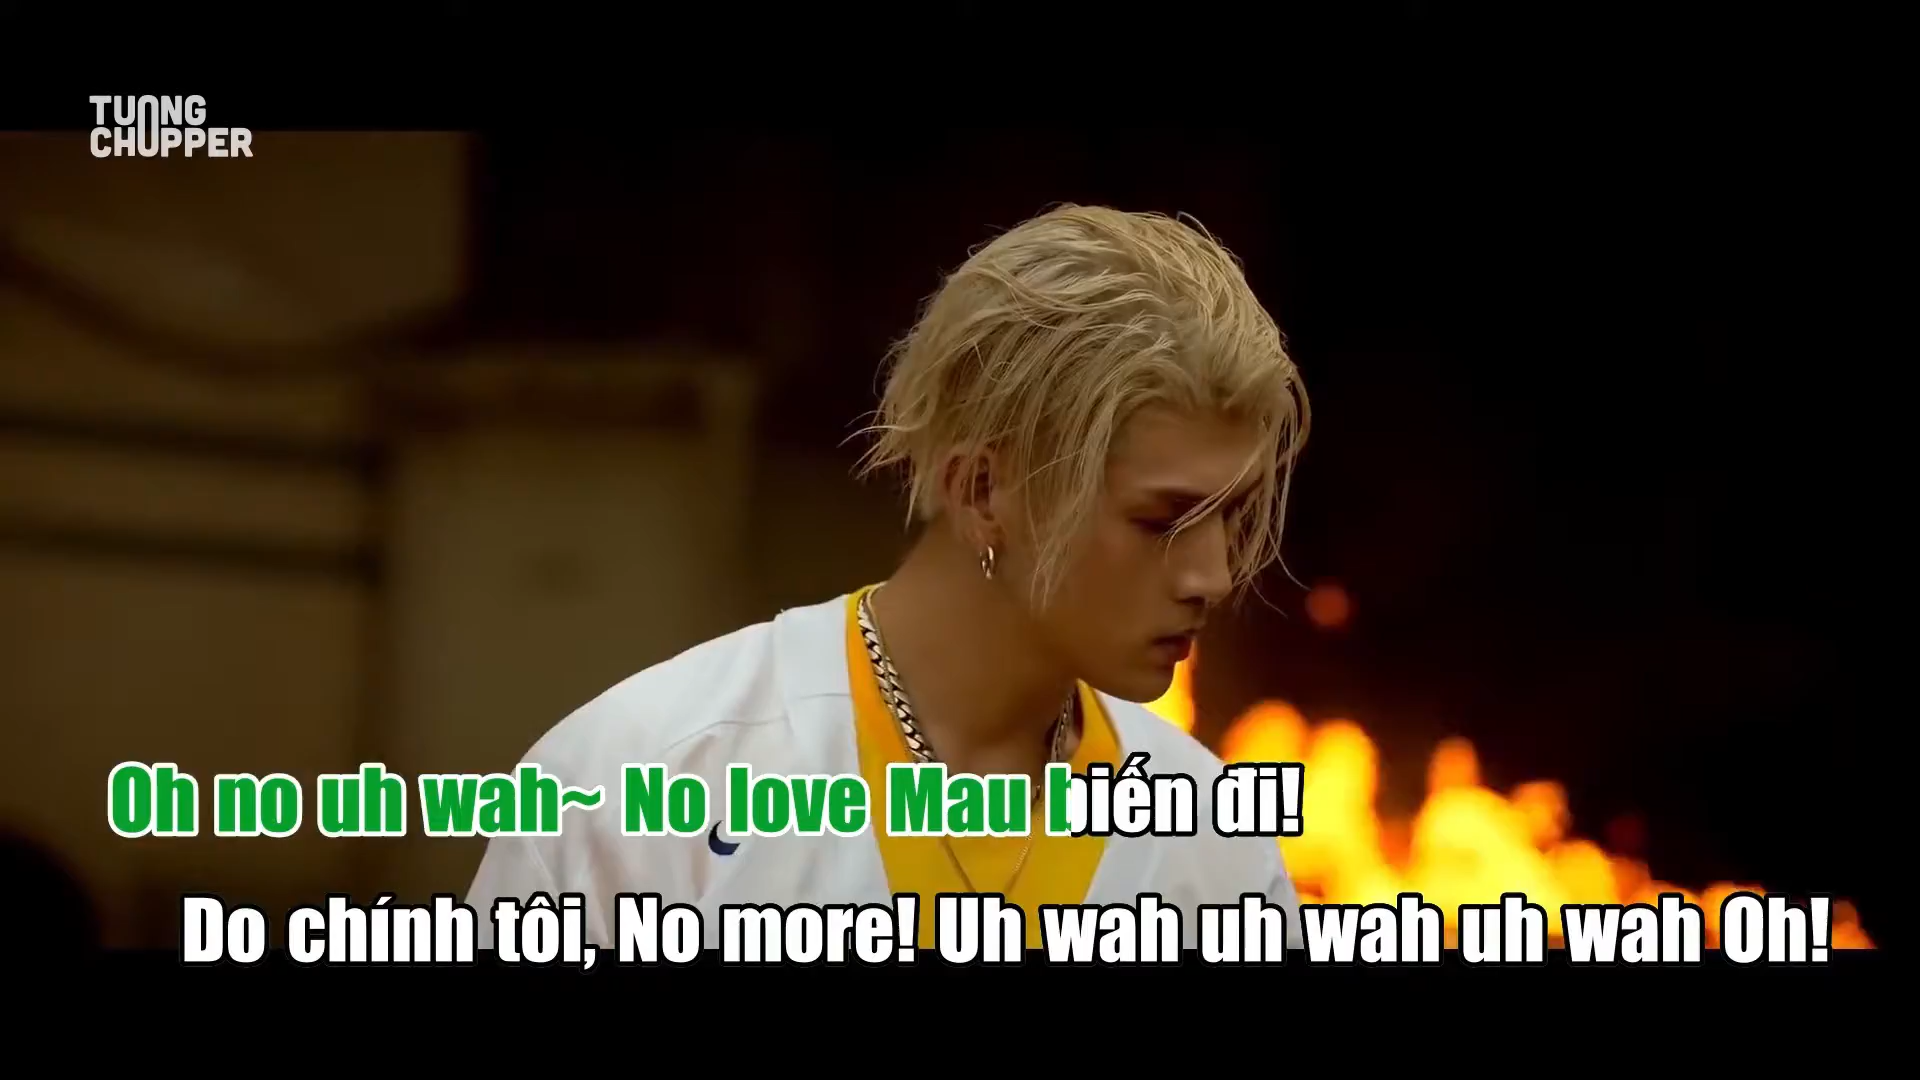 TUONG
CHOPPER
Oh no uh wah~ No love Mau biến đi!
Do chính tôi, No more! Uh wah uh wah uh wah Oh!